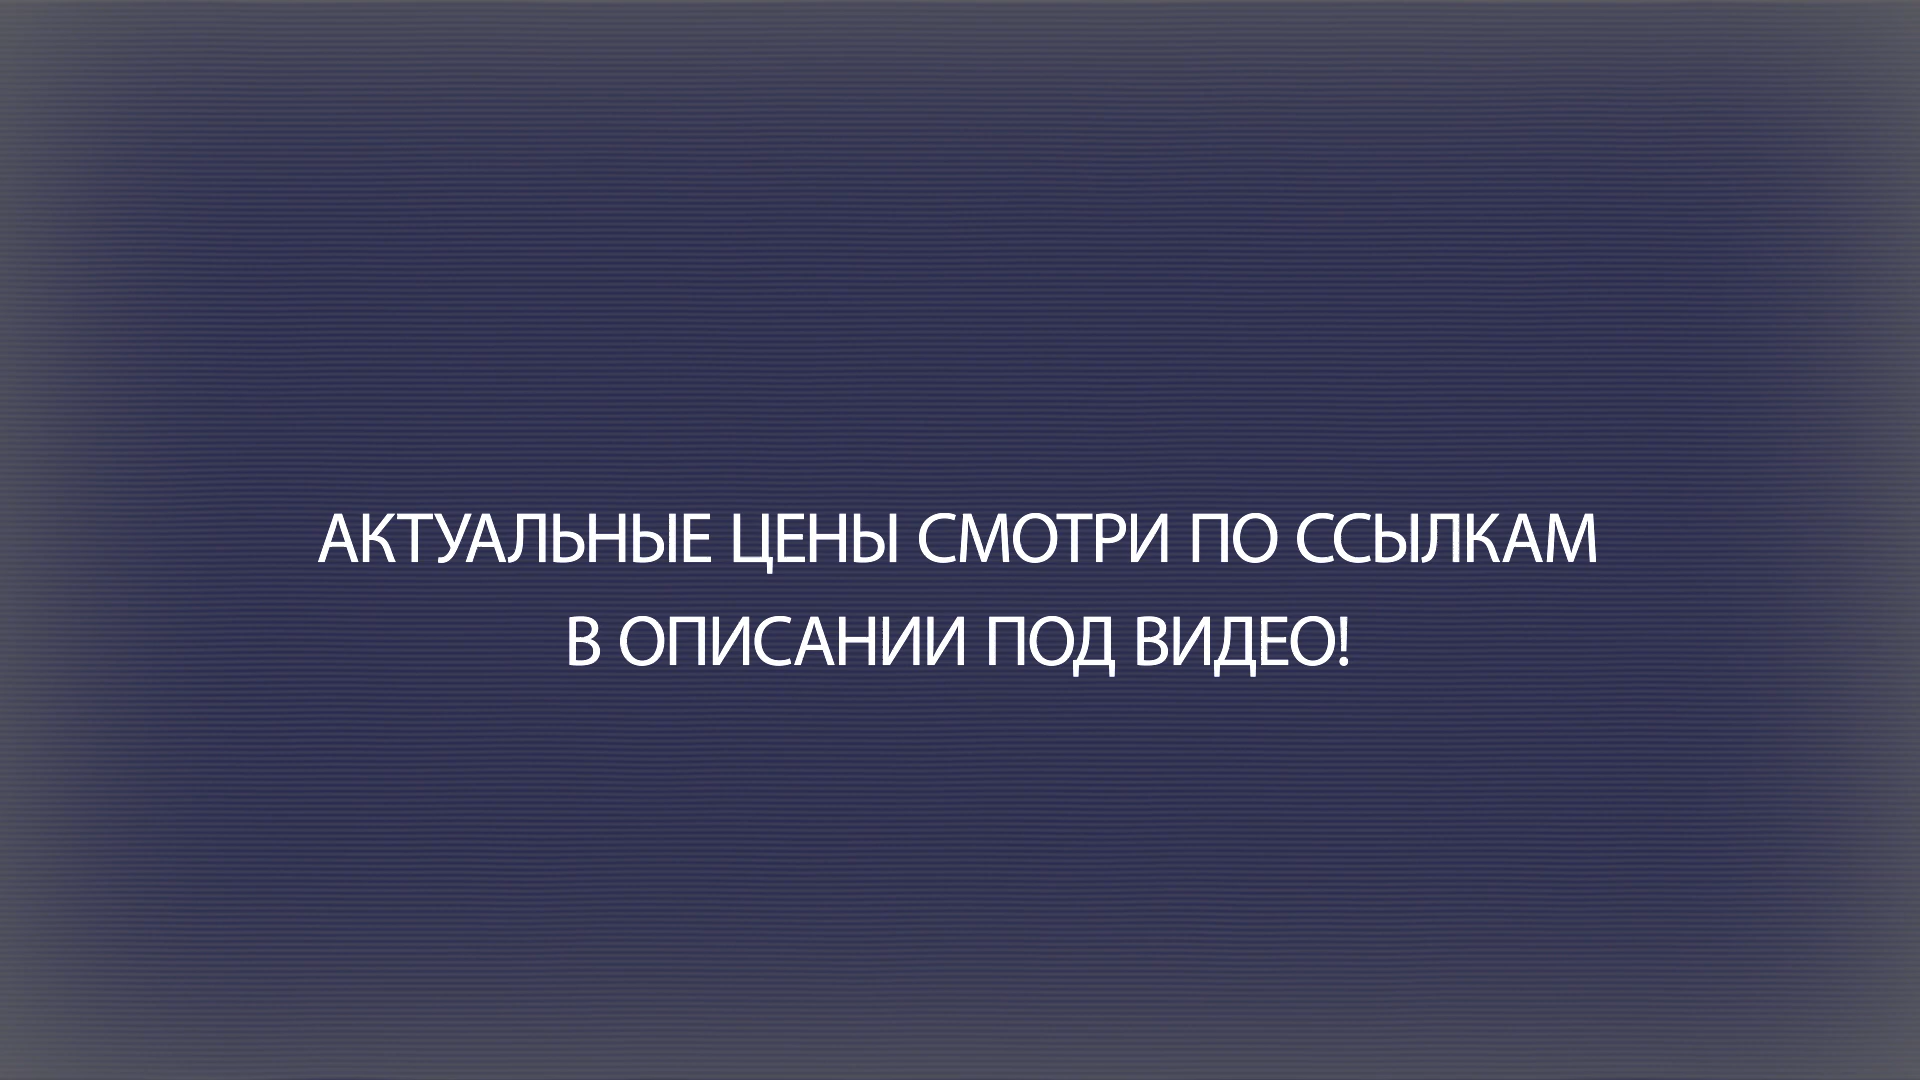 АКТУАЛЬНЫЕ ЦЕНЫ СМОТРИ ПО ССЫЛКАМ
В ОПИСАНИИ ПОД ВИДЕО!